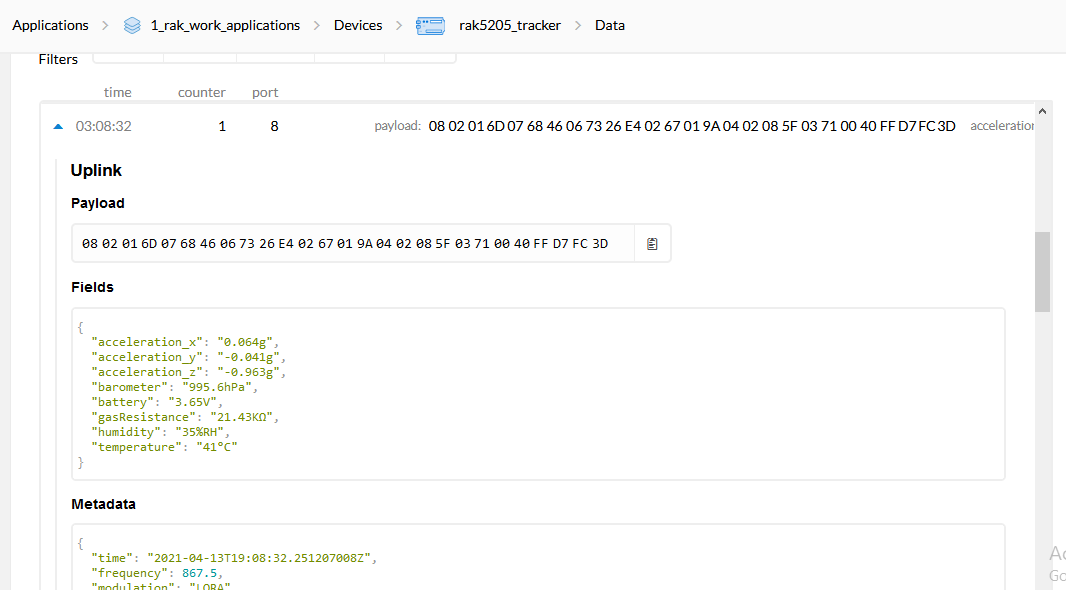 Applications > 1_rak_work_applications > Devices > rak5205_tracker > Data
Filters
time counter port
03:08:32 1 8 payload: 08 02 01 6D 07 68 46 06 73 26 E4 02 67 01 9A 04 02 08 5F 03 71 00 40 FF D7 FC 3D acceleration
Uplink
Payload
08 02 01 6D 07 68 46 06 73 26 E4 02 67 01 9A 04 02 08 5F 03 71 00 40 FF D7 FC 3D
Fields
{
"acceleration_x": "0.064g",
"acceleration_y": "-0.041g",
"acceleration_z": "-0.963g",
"barometer": "995.6hPa",
"battery": "3.65V",
"gasResistance": "21.43KΩ",
"humidity": "35%RH",
"temperature": "41°C"
}
Metadata
{
"time": "2021-04-13T19:08:32.251207008Z",
"frequency": 867.5,
"modulation": "LORA"